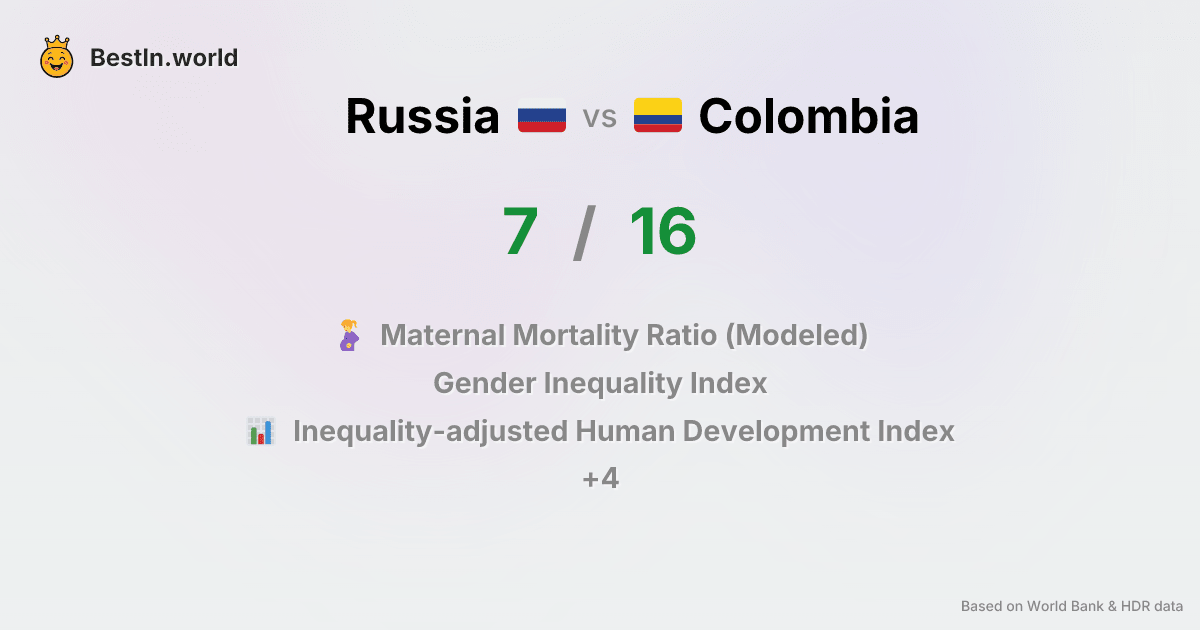 BestIn.world
Russia vs Colombia
7 / 16
Maternal Mortality Ratio (Modeled)
Gender Inequality Index
Inequality-adjusted Human Development Index
+4
Based on World Bank & HDR data